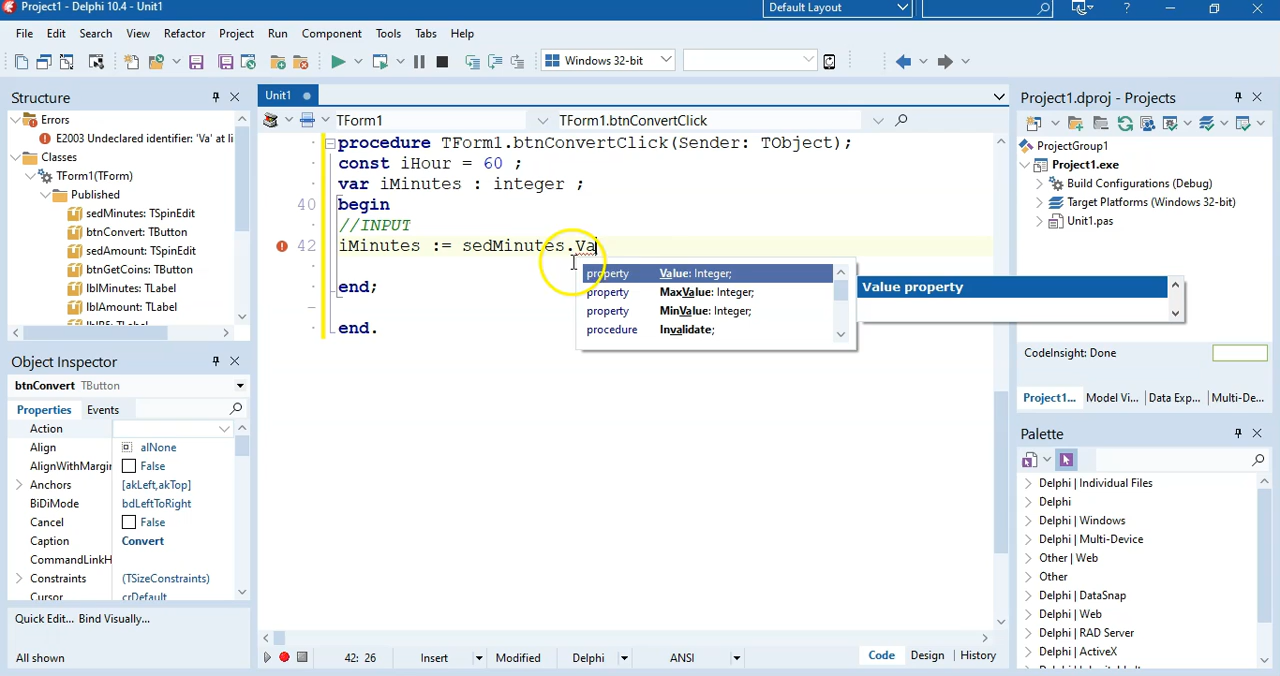 Project1 - Delphi 10.4 - Unit1
Default Layout
File Edit Search View Refactor Project Run Component Tools Tabs Help
Windows 32-bit
Structure
Errors
E2003 Undeclared identifier: 'Va' at li
Classes
TForm1(TForm)
Published
sedMinutes: TSpinEdit
btnConvert: TButton
sedAmount: TSpinEdit
btnGetCoins: TButton
lblMinutes: TLabel
lblAmount: TLabel
Object Inspector
btnConvert TButton
Properties Events
Action
Align alNone
AlignWithMargin False
Anchors [akLeft,akTop]
BiDiMode bdLeftToRight
Cancel False
Caption Convert
CommandLinkH
Constraints (TSizeConstraints)
Cursor crDefault
Quick Edit... Bind Visually...
All shown
Unit1
TForm1 TForm1.btnConvertClick
procedure TForm1.btnConvertClick(Sender: TObject);
const iHour = 60 ;
var iMinutes : integer ;
40 begin
//INPUT
42 iMinutes := sedMinutes.Va
end;
end.
property Value: Integer;
property MaxValue: Integer;
property MinValue: Integer;
procedure Invalidate;
Value property
42: 26 Insert Modified Delphi ANSI Code Design History
Project1.dproj - Projects
ProjectGroup1
Project1.exe
Build Configurations (Debug)
Target Platforms (Windows 32-bit)
Unit1.pas
CodeInsight: Done
Project1... Model Vi... Data Exp... Multi-De...
Palette
Delphi | Individual Files
Delphi
Delphi | Windows
Delphi | Multi-Device
Other | Web
Other
Delphi | DataSnap
Delphi | Web
Delphi | RAD Server
Delphi | ActiveX